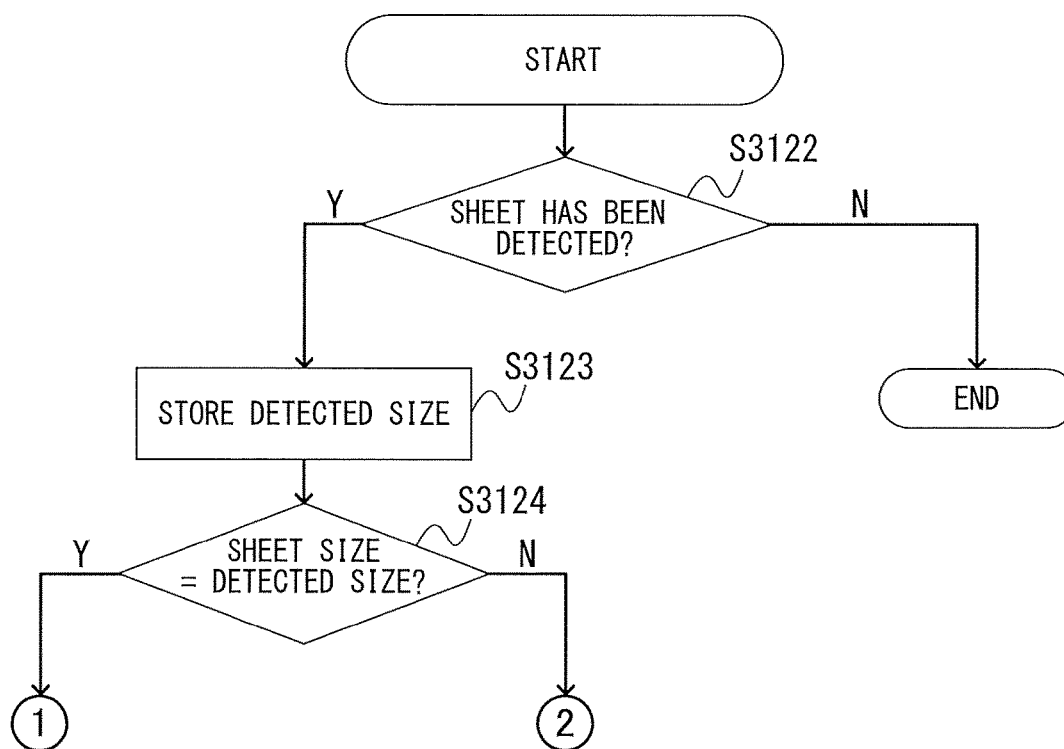 START
S3122
Y
SHEET HAS BEEN
DETECTED?
N
S3123
STORE DETECTED SIZE
END
S3124
Y
SHEET SIZE
= DETECTED SIZE?
N
1
2